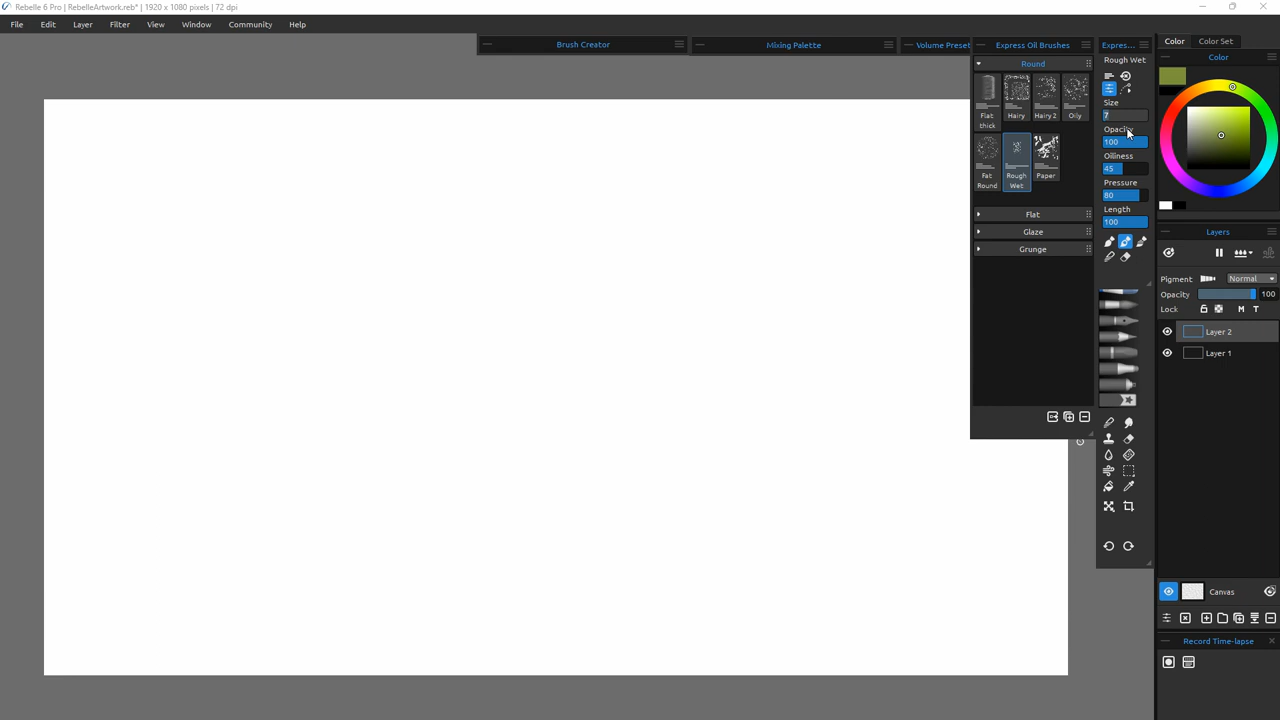 Rebelle 6 Pro | RebelleArtwork.reb* | 1920 x 1080 pixels | 72 dpi
File Edit Layer Filter View Window Community Help
Brush Creator
Mixing Palette
Volume Preset
Express Oil Brushes
Round
Flat thick
Hairy
Hairy 2
Oily
Fat Round
Rough Wet
Paper
Flat
Glaze
Grunge
Expres...
Rough Wet
Size
7
Opacity
100
Oiliness
45
Pressure
80
Length
100
Color Color Set
Color
Layers
Pigment Normal
Opacity 100
Lock M T
Layer 2
Layer 1
Canvas
Record Time-lapse